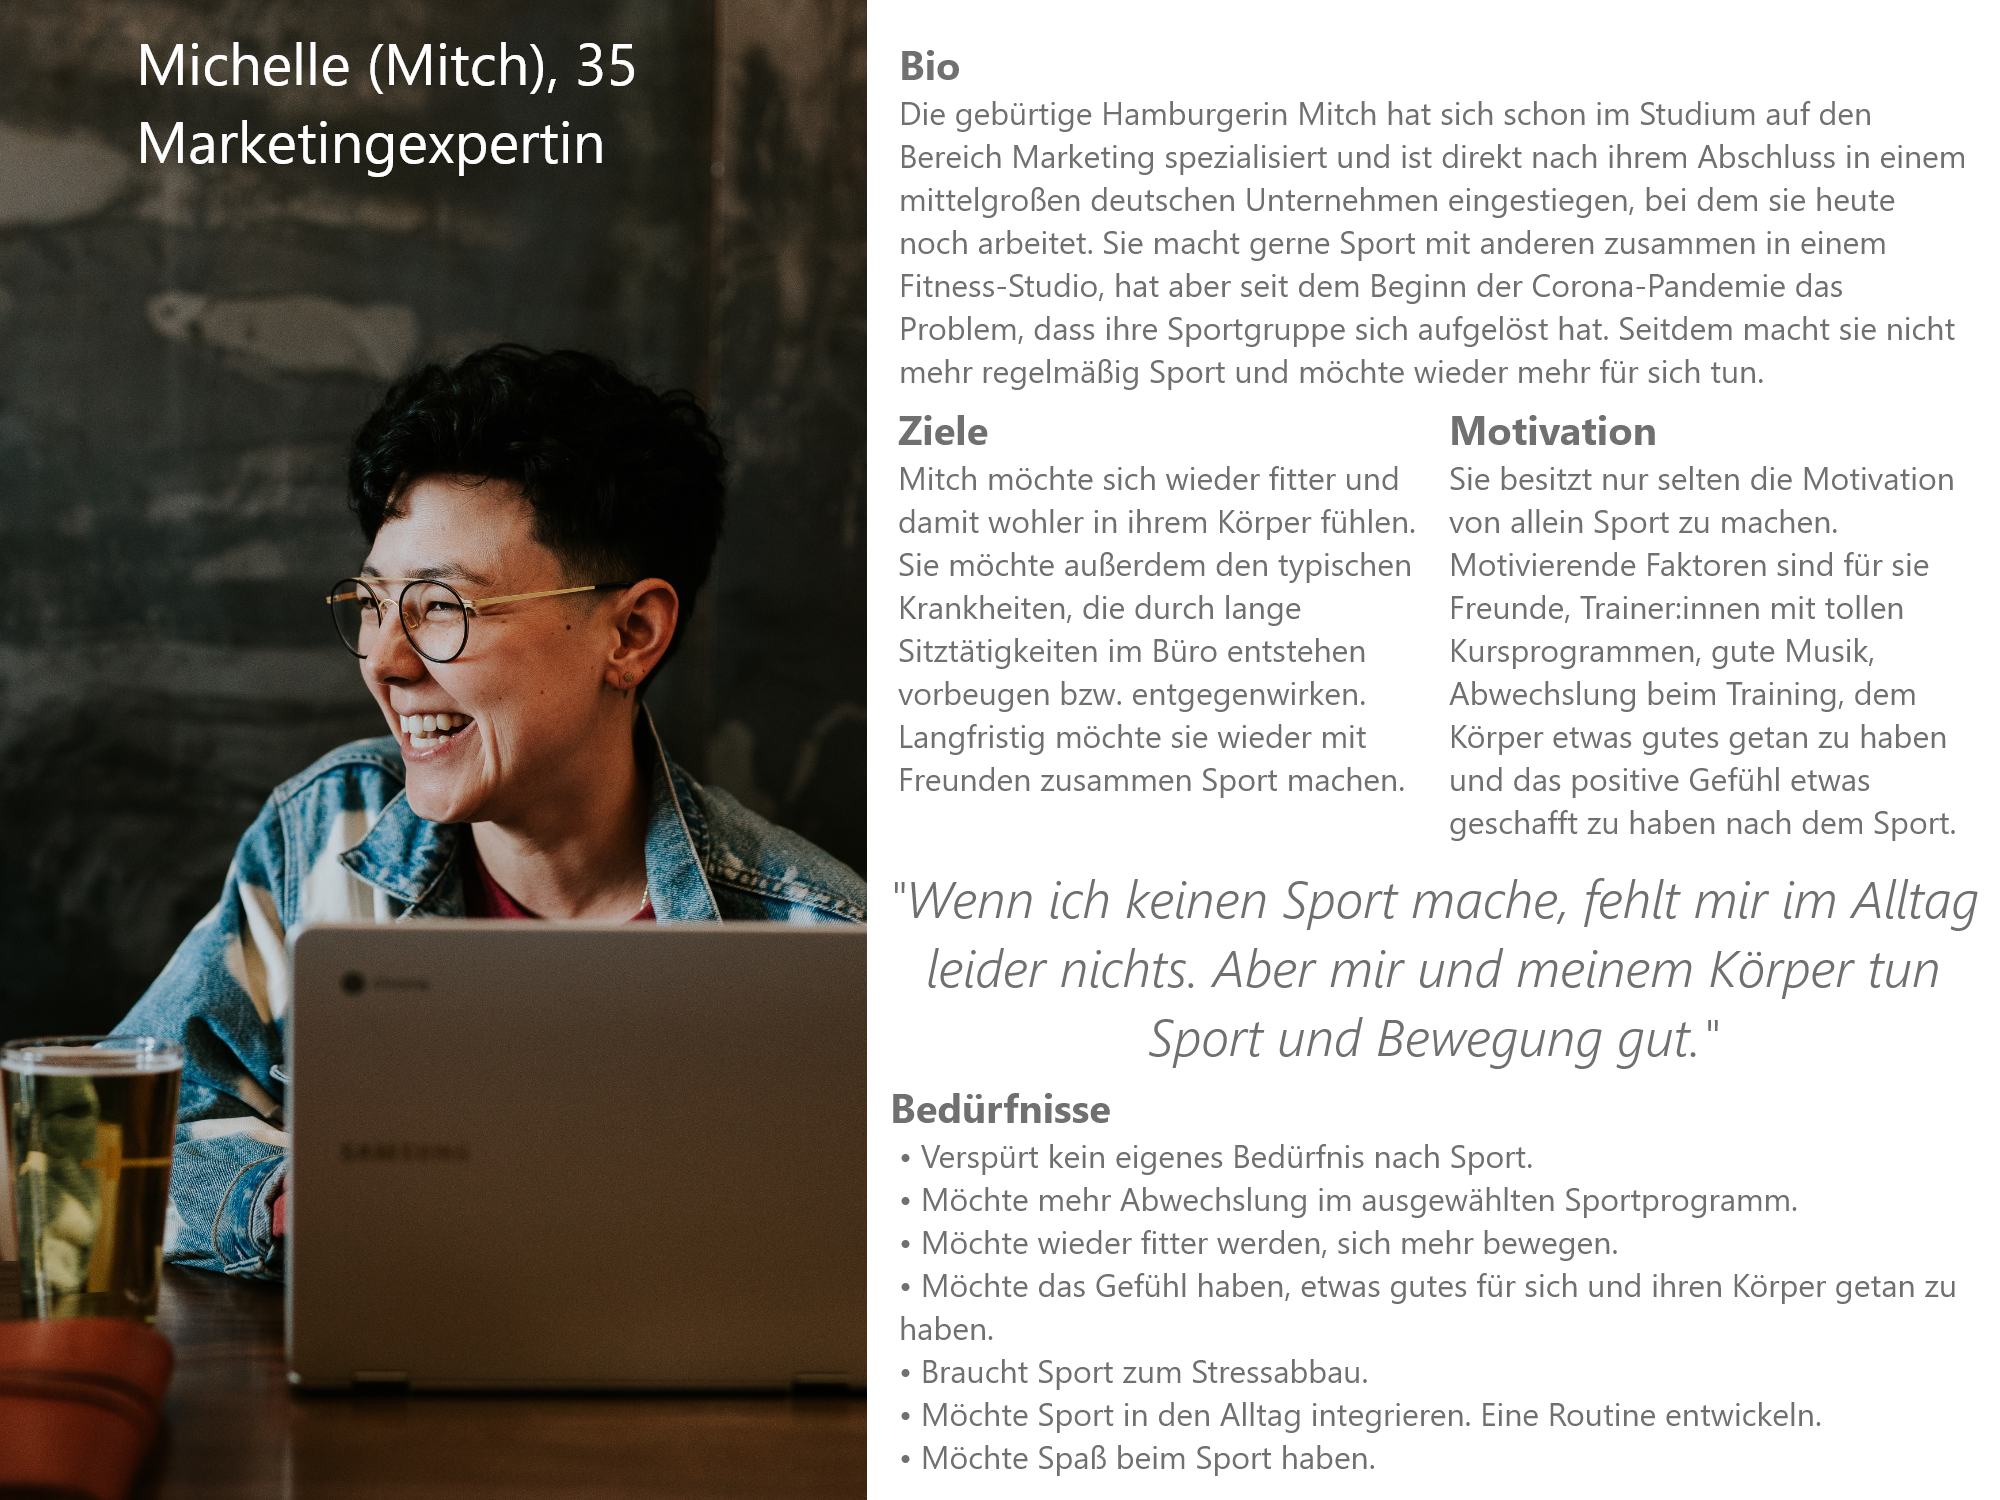 Michelle (Mitch), 35
Marketingexpertin
Bio
Die gebürtige Hamburgerin Mitch hat sich schon im Studium auf den
Bereich Marketing spezialisiert und ist direkt nach ihrem Abschluss in einem
mittelgroßen deutschen Unternehmen eingestiegen, bei dem sie heute
noch arbeitet. Sie macht gerne Sport mit anderen zusammen in einem
Fitness-Studio, hat aber seit dem Beginn der Corona-Pandemie das
Problem, dass ihre Sportgruppe sich aufgelöst hat. Seitdem macht sie nicht
mehr regelmäßig Sport und möchte wieder mehr für sich tun.
Ziele
Mitch möchte sich wieder fitter und
damit wohler in ihrem Körper fühlen.
Sie möchte außerdem den typischen
Krankheiten, die durch lange
Sitztätigkeiten im Büro entstehen
vorbeugen bzw. entgegenwirken.
Langfristig möchte sie wieder mit
Freunden zusammen Sport machen.
Motivation
Sie besitzt nur selten die Motivation
von allein Sport zu machen.
Motivierende Faktoren sind für sie
Freunde, Trainer:innen mit tollen
Kursprogrammen, gute Musik,
Abwechslung beim Training, dem
Körper etwas gutes getan zu haben
und das positive Gefühl etwas
geschafft zu haben nach dem Sport.
"Wenn ich keinen Sport mache, fehlt mir im Alltag
leider nichts. Aber mir und meinem Körper tun
Sport und Bewegung gut."
Bedürfnisse
• Verspürt kein eigenes Bedürfnis nach Sport.
• Möchte mehr Abwechslung im ausgewählten Sportprogramm.
• Möchte wieder fitter werden, sich mehr bewegen.
• Möchte das Gefühl haben, etwas gutes für sich und ihren Körper getan zu
haben.
• Braucht Sport zum Stressabbau.
• Möchte Sport in den Alltag integrieren. Eine Routine entwickeln.
• Möchte Spaß beim Sport haben.
SAMSUNG